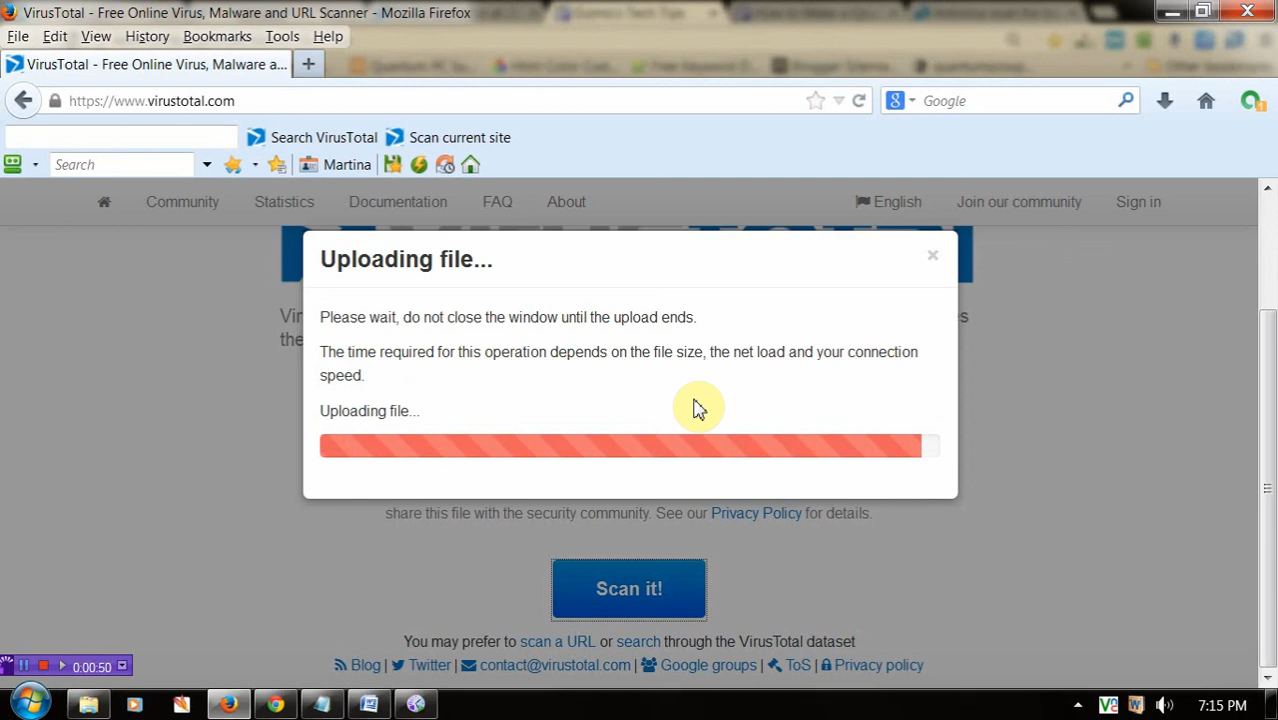 VirusTotal - Free Online Virus, Malware and URL Scanner - Mozilla Firefox
File Edit View History Bookmarks Tools Help
VirusTotal - Free Online Virus, Malware a... +
https://www.virustotal.com Google
Search VirusTotal Scan current site
Search Martina
Community Statistics Documentation FAQ About English Join our community Sign in
Uploading file... ×
Please wait, do not close the window until the upload ends.
The time required for this operation depends on the file size, the net load and your connection
speed.
Uploading file...
share this file with the security community. See our Privacy Policy for details.
Scan it!
You may prefer to scan a URL or search through the VirusTotal dataset
Blog Twitter contact@virustotal.com Google groups ToS Privacy policy
0:00:50
7:15 PM